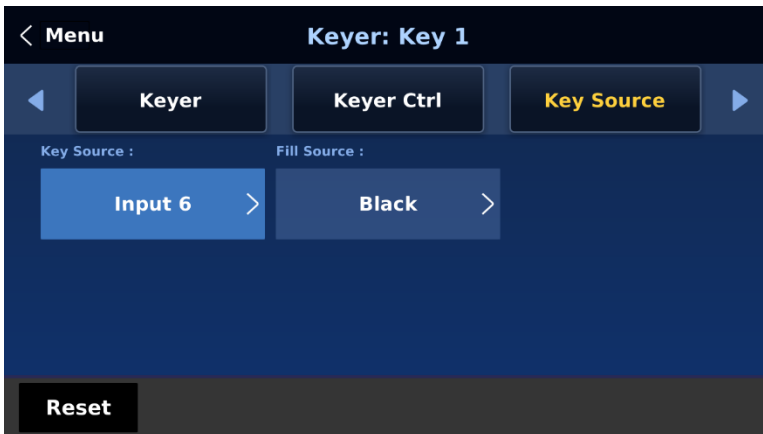 Menu
Keyer: Key 1
Keyer
Keyer Ctrl
Key Source
Key Source :
Fill Source :
Input 6
Black
Reset